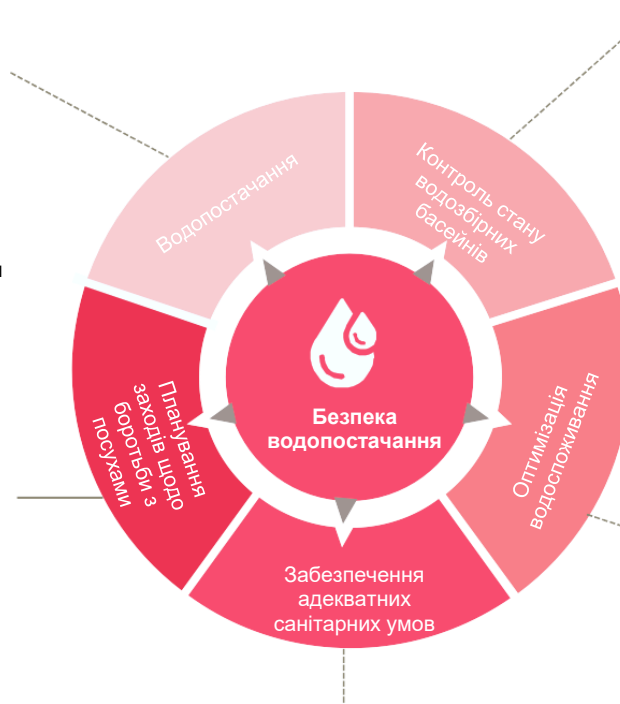 Водопостачання
Контроль стану
водозбірних
басейнів
Оптимізація
водоспоживання
Забезпечення
адекватних
санітарних умов
Планування
заходів щодо
боротьби з
посухами
Безпека
водопостачання